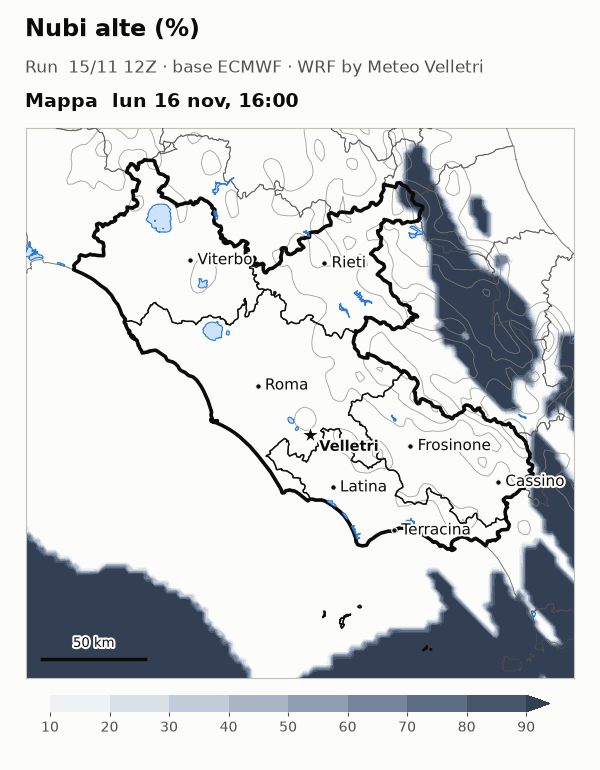 Nubi alte (%)
Run  15/11 12Z · base ECMWF · WRF by Meteo Velletri
Mappa  lun 16 nov, 16:00
Viterbo
Rieti
Roma
Velletri
Frosinone
Cassino
Latina
Terracina
50 km
10 20 30 40 50 60 70 80 90